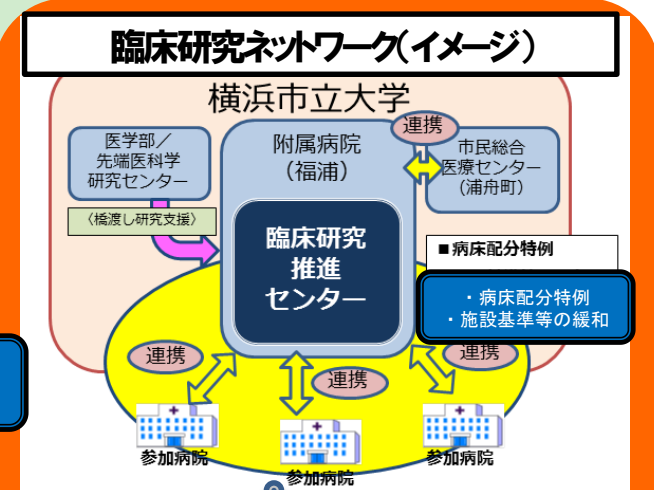 臨床研究ネットワーク(イメージ)
横浜市立大学
医学部/
先端医科学
研究センター
〈橋渡し研究支援〉
附属病院
(福浦)
連携
市民総合
医療センター
(浦舟町)
臨床研究
推進
センター
■病床配分特例
・病床配分特例
・施設基準等の緩和
連携
連携
連携
参加病院
参加病院
参加病院